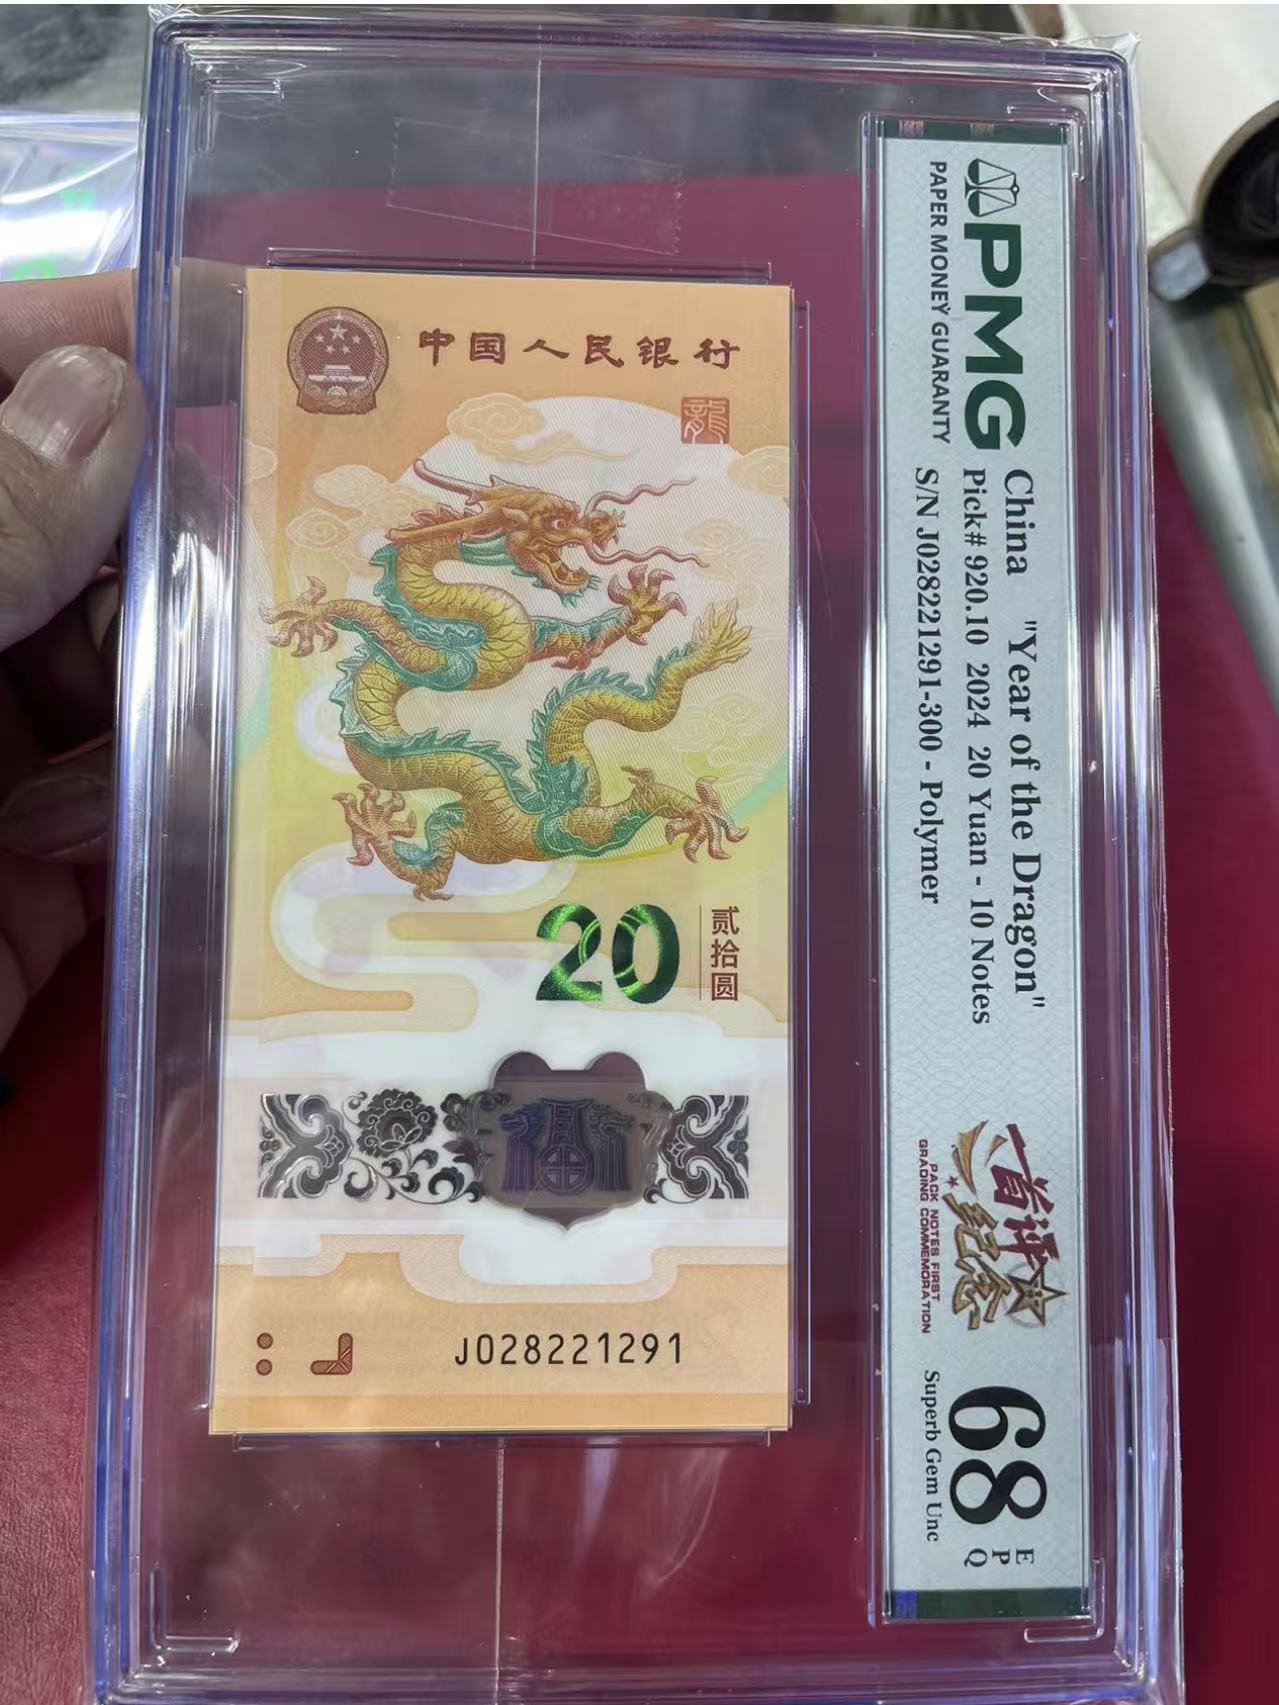 中国人民银行
龍
20
贰拾圆
J028221291
PMG
PAPER MONEY GUARANTY
China "Year of the Dragon"
Pick# 920.10 2024 20 Yuan - 10 Notes
S/N J028221291-300 - Polymer
首评
纪念
PACK NOTES FIRST
GRADING COMMEMORATION
68
EPQ
Superb Gem Unc